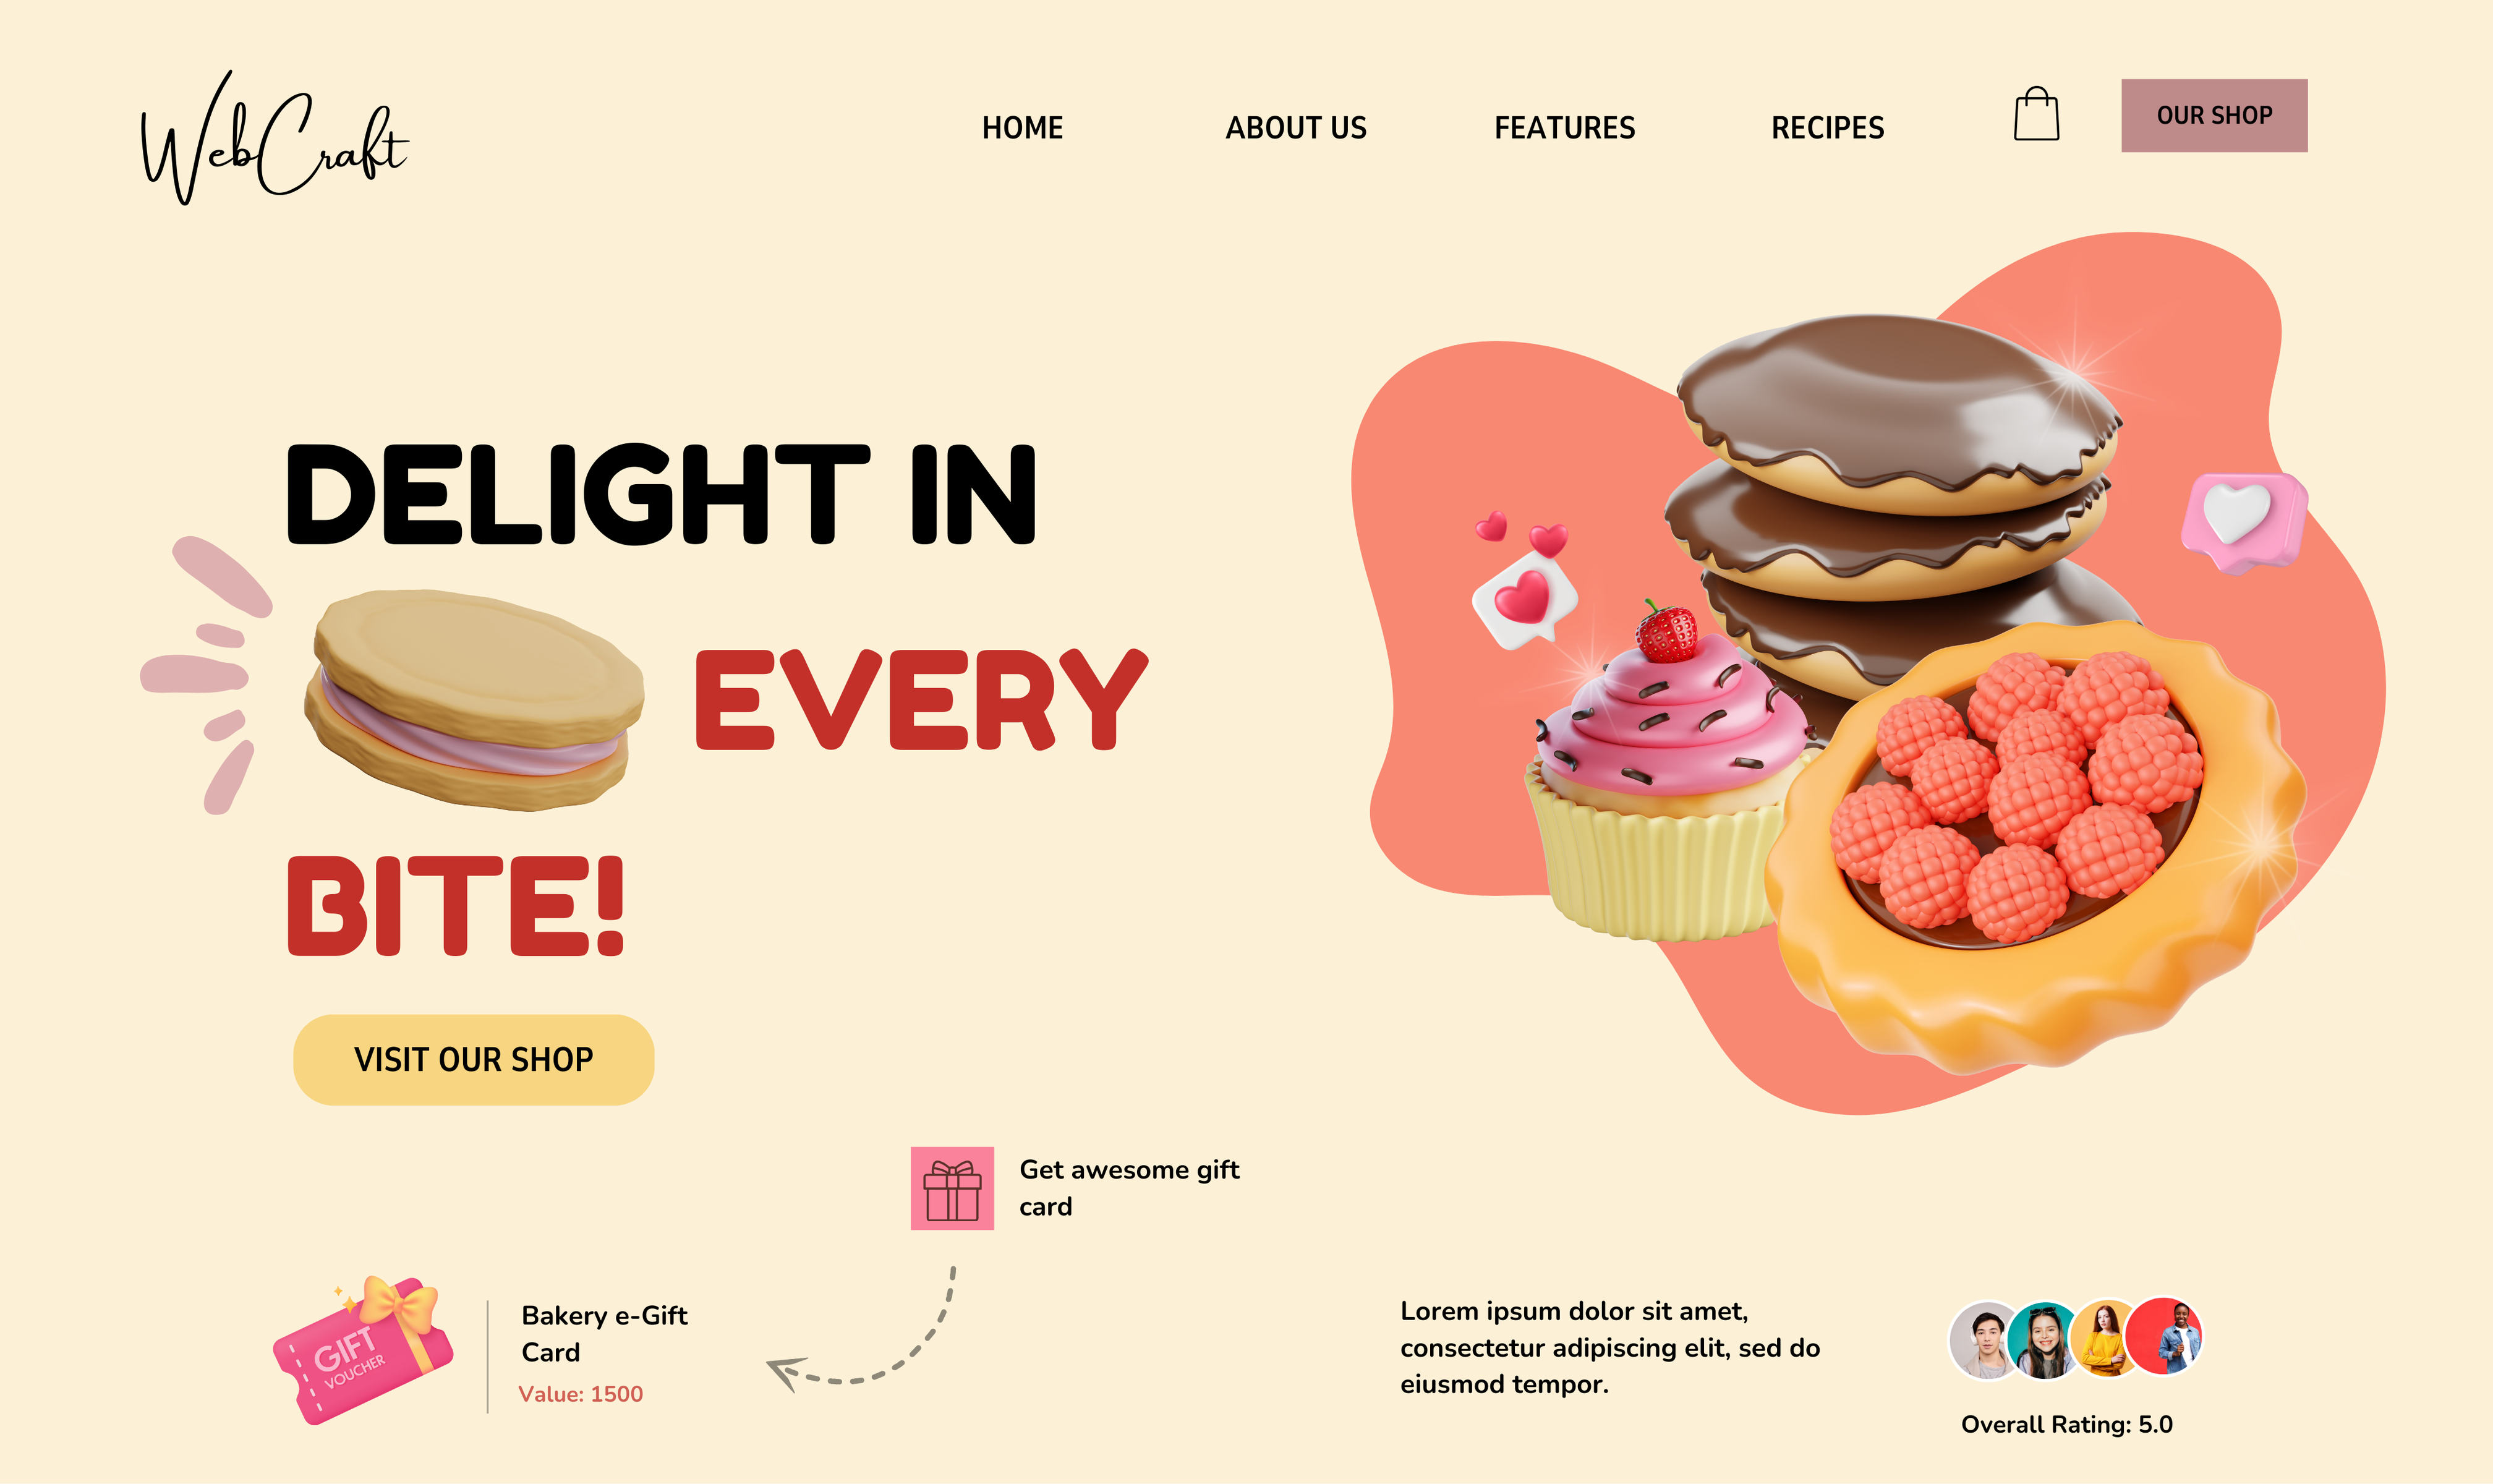 WebCraft
HOME
ABOUT US
FEATURES
RECIPES
OUR SHOP
DELIGHT IN
EVERY
BITE!
VISIT OUR SHOP
Get awesome gift
card
GIFT
VOUCHER
Bakery e-Gift
Card
Value: 1500
Lorem ipsum dolor sit amet,
consectetur adipiscing elit, sed do
eiusmod tempor.
Overall Rating: 5.0